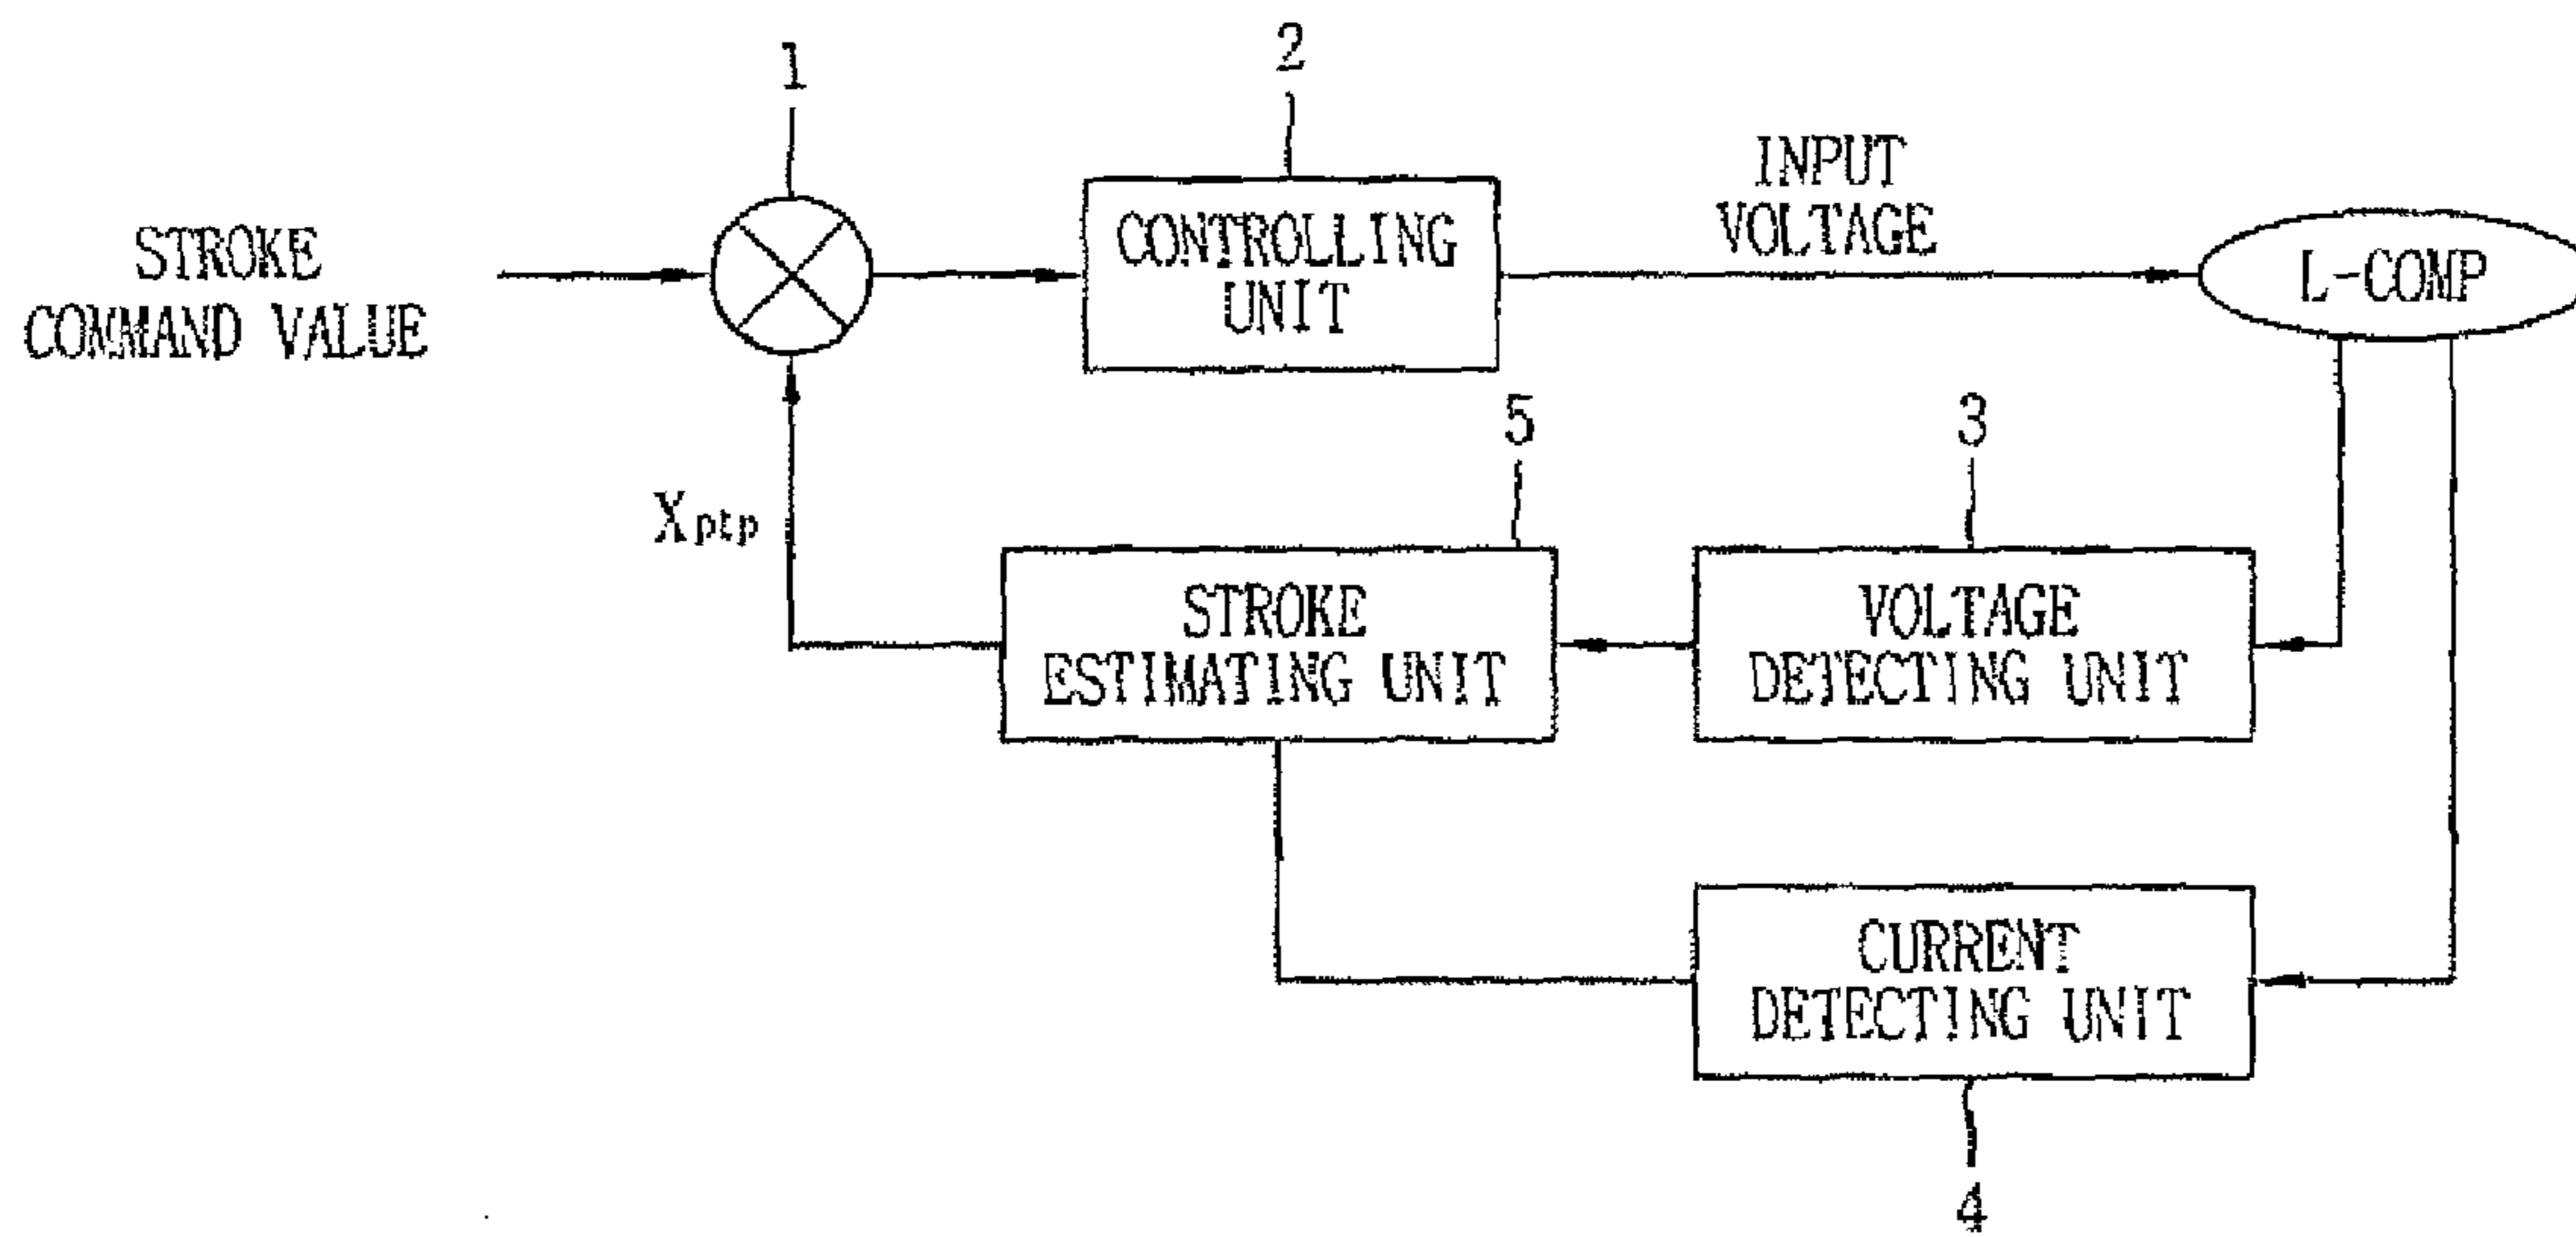 1
2
STROKE
COMMAND VALUE
CONTROLLING
UNIT
INPUT
VOLTAGE
L-COMP
Xptp
5
3
STROKE
ESTIMATING UNIT
VOLTAGE
DETECTING UNIT
CURRENT
DETECTING UNIT
4